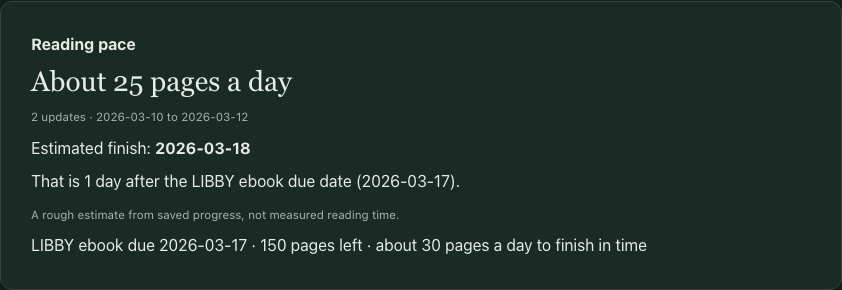 Reading pace
About 25 pages a day
2 updates · 2026-03-10 to 2026-03-12
Estimated finish: 2026-03-18
That is 1 day after the LIBBY ebook due date (2026-03-17).
A rough estimate from saved progress, not measured reading time.
LIBBY ebook due 2026-03-17 · 150 pages left · about 30 pages a day to finish in time